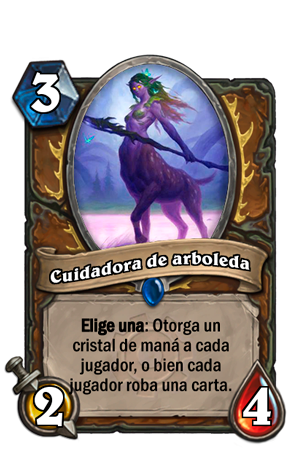 3
Cuidadora de arboleda
Elige una: Otorga un
cristal de maná a cada
jugador, o bien cada
jugador roba una carta.
2
4